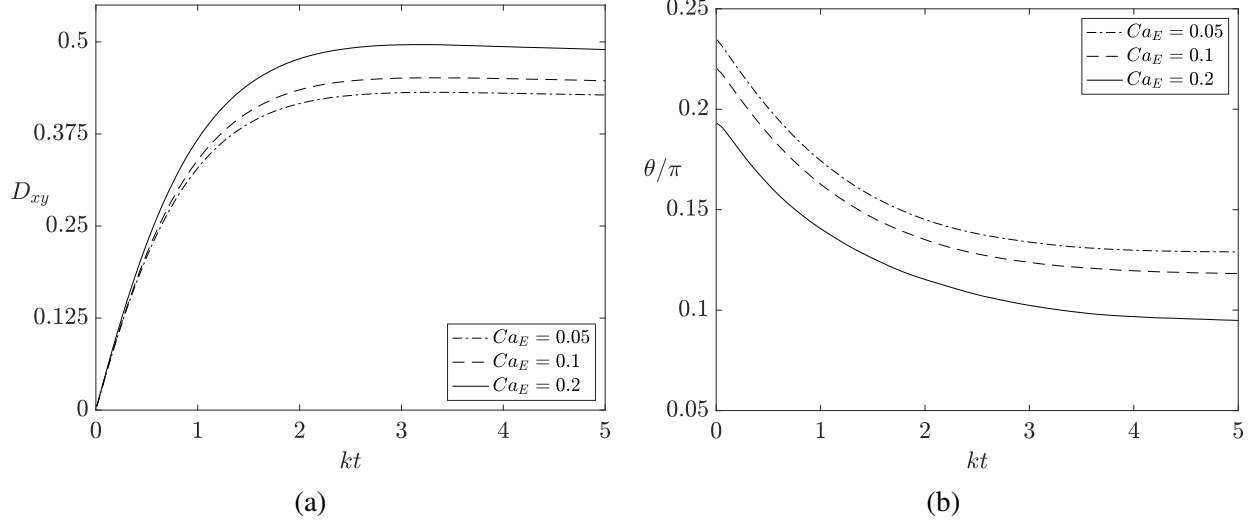 0.5
0.375
D_{xy}
0.25
0.125
0
Ca_E = 0.05
Ca_E = 0.1
Ca_E = 0.2
0 1 2 3 4 5
kt
(a)
0.25
0.2
θ/π
0.15
0.1
0.05
Ca_E = 0.05
Ca_E = 0.1
Ca_E = 0.2
0 1 2 3 4 5
kt
(b)